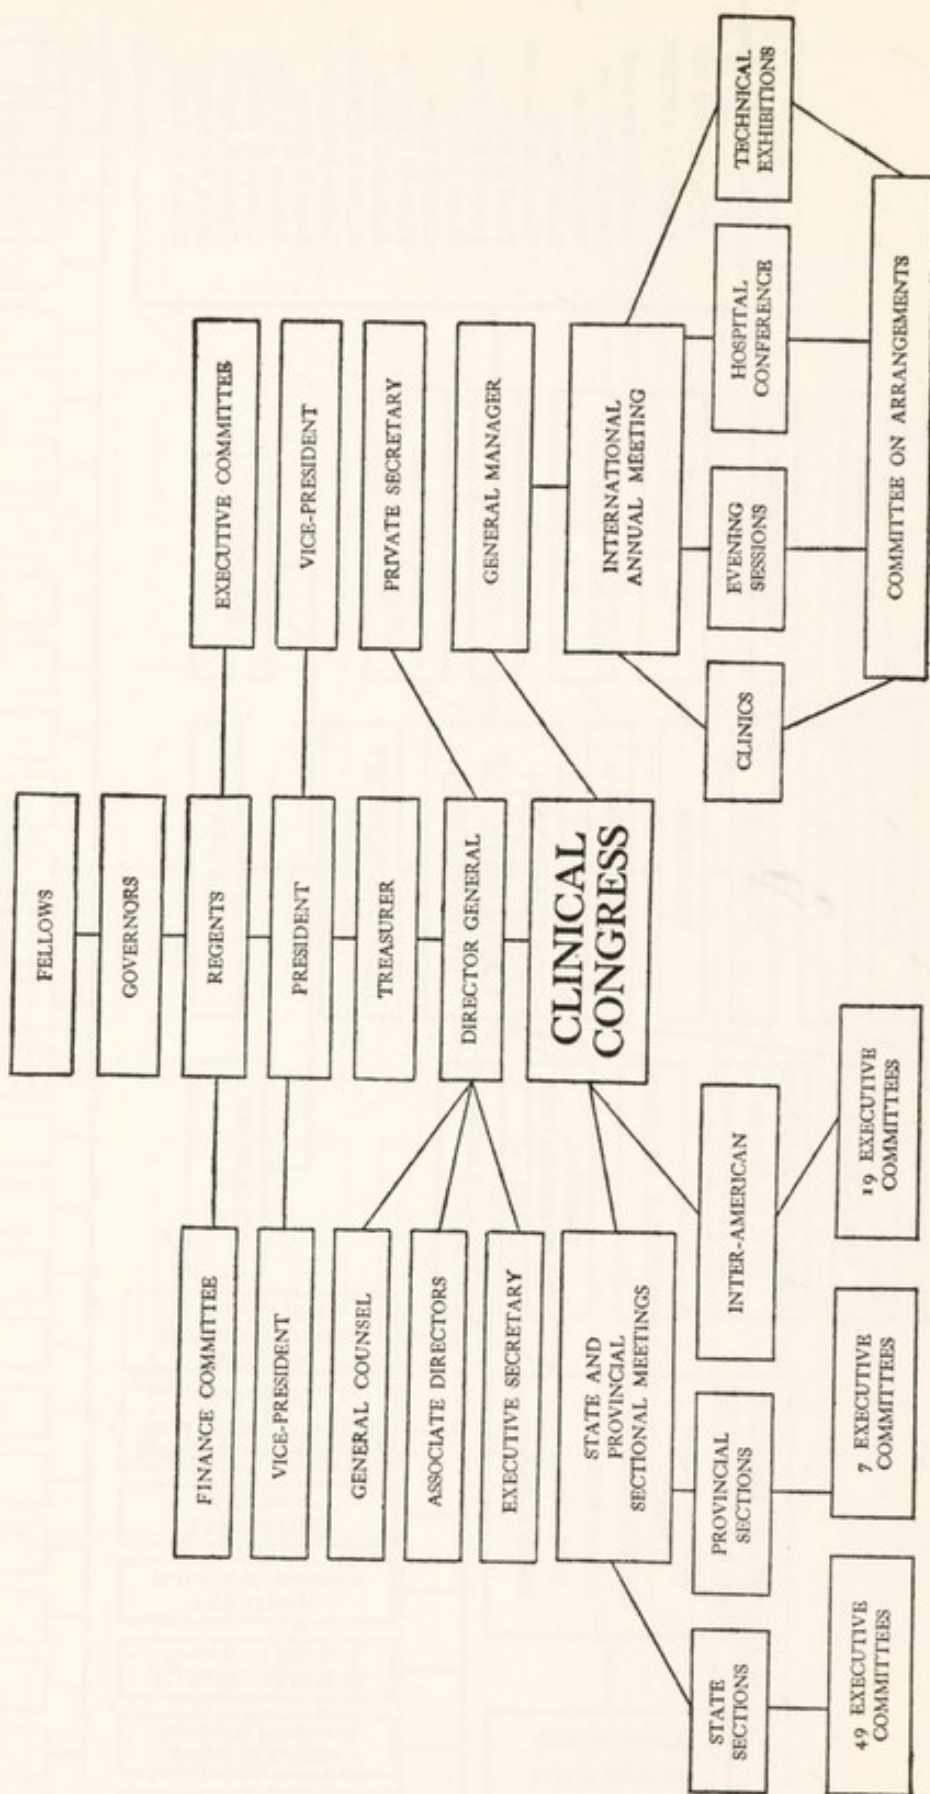 FELLOWS
GOVERNORS
FINANCE COMMITTEE
REGENTS
EXECUTIVE COMMITTEE
VICE-PRESIDENT
PRESIDENT
VICE-PRESIDENT
GENERAL COUNSEL
TREASURER
PRIVATE SECRETARY
ASSOCIATE DIRECTORS
DIRECTOR GENERAL
GENERAL MANAGER
EXECUTIVE SECRETARY
CLINICAL
CONGRESS
STATE AND
PROVINCIAL
SECTIONAL MEETINGS
INTERNATIONAL
ANNUAL MEETING
STATE
SECTIONS
PROVINCIAL
SECTIONS
INTER-AMERICAN
CLINICS
EVENING
SESSIONS
HOSPITAL
CONFERENCE
TECHNICAL
EXHIBITIONS
49 EXECUTIVE
COMMITTEES
7 EXECUTIVE
COMMITTEES
19 EXECUTIVE
COMMITTEES
COMMITTEE ON ARRANGEMENTS